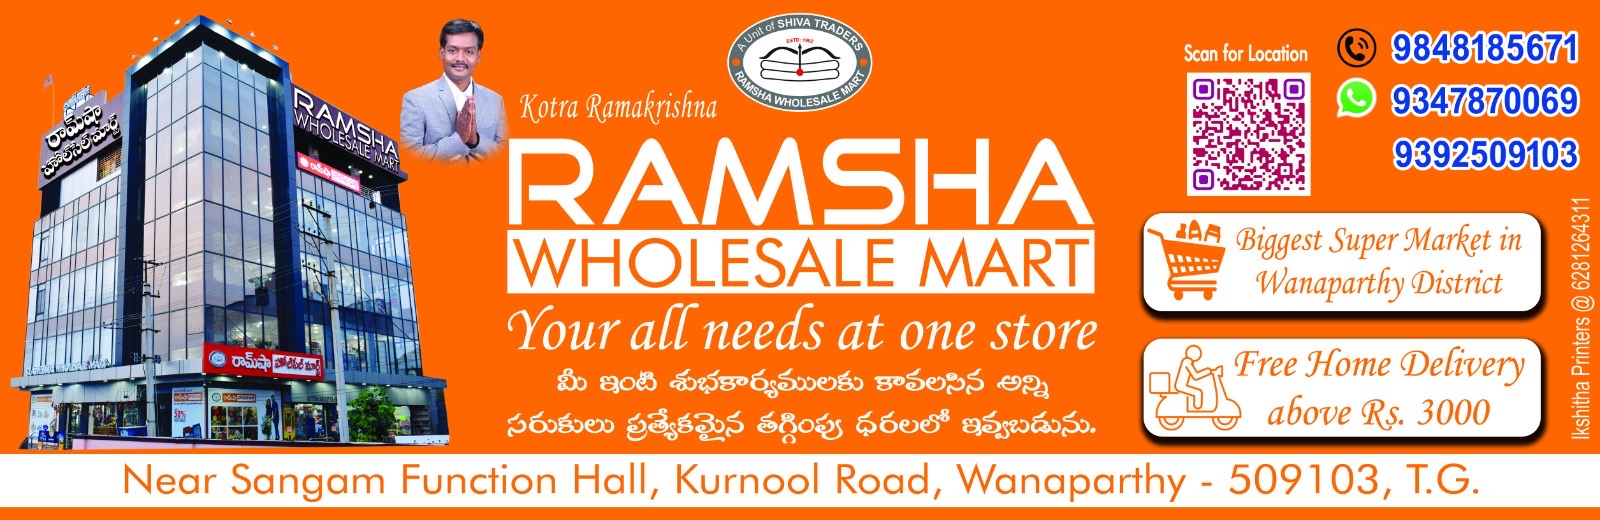 రామ్‌షా
హోల్‌సేల్ మార్ట్
RAMSHA
WHOLESALE MART
రామ్‌షా హోల్‌సేల్ మార్ట్
50%
Kotra Ramakrishna
A Unit of SHIVA TRADERS
ESTD: 1962
RAMSHA WHOLESALE MART
RAMSHA
WHOLESALE MART
Your all needs at one store
మీ ఇంటి శుభకార్యములకు కావలసిన అన్ని
సరుకులు ప్రత్యేకమైన తగ్గింపు ధరలలో ఇవ్వబడును.
Scan for Location
9848185671
9347870069
9392509103
Biggest Super Market in
Wanaparthy District
Free Home Delivery
above Rs. 3000
Ikshitha Printers @ 6281264311
Near Sangam Function Hall, Kurnool Road, Wanaparthy - 509103, T.G.